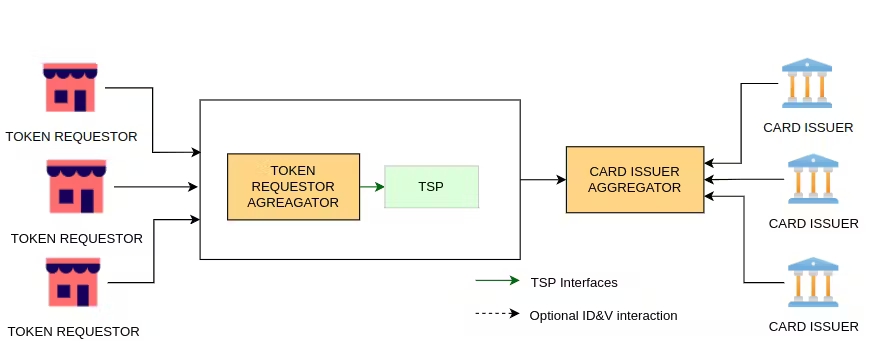 TOKEN REQUESTOR
TOKEN REQUESTOR
TOKEN REQUESTOR
TOKEN
REQUESTOR
AGREAGATOR
TSP
CARD ISSUER
AGGREGATOR
CARD ISSUER
CARD ISSUER
CARD ISSUER
TSP Interfaces
Optional ID&V interaction